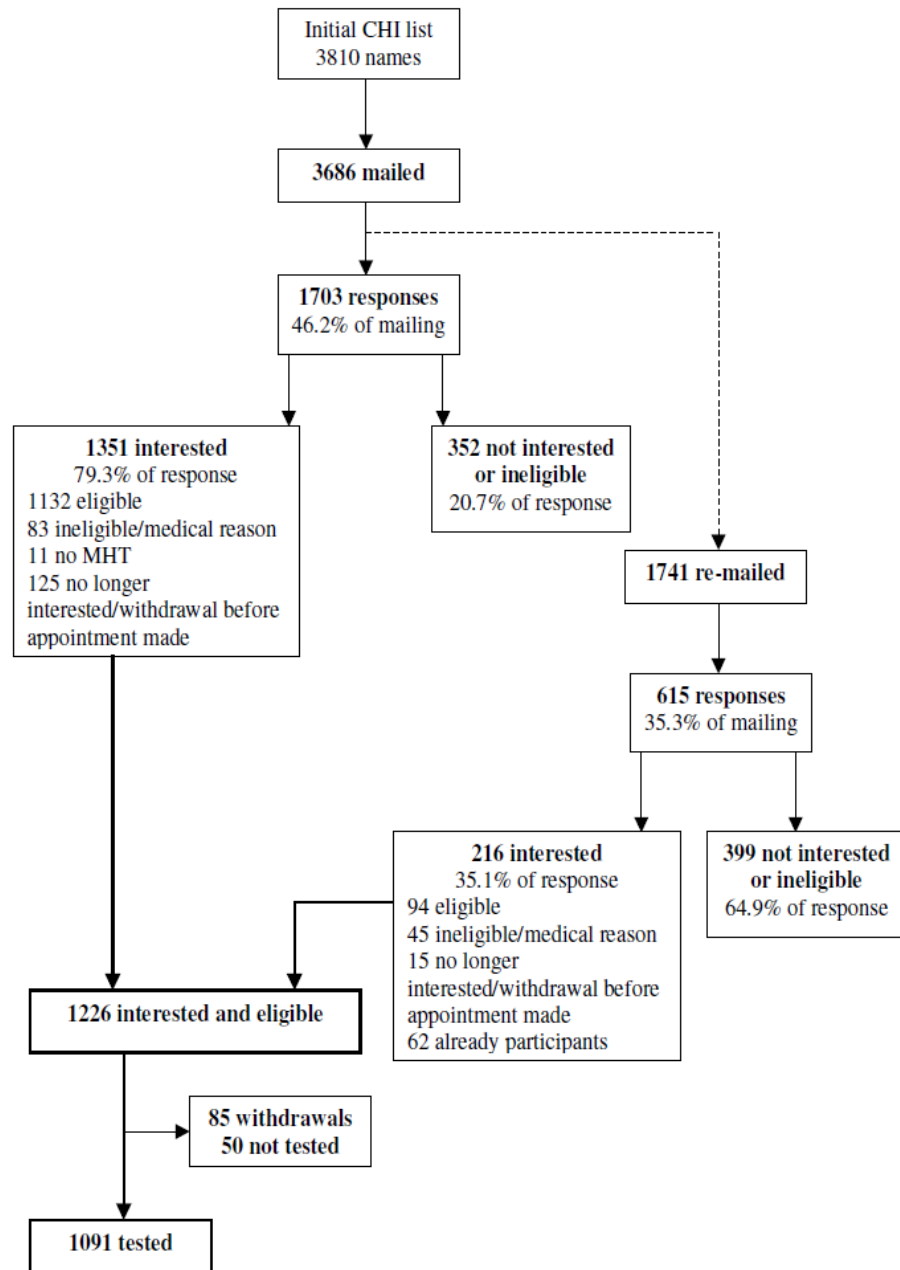 Initial CHI list
3810 names
3686 mailed
1703 responses
46.2% of mailing
1351 interested
79.3% of response
1132 eligible
83 ineligible/medical reason
11 no MHT
125 no longer
interested/withdrawal before
appointment made
352 not interested
or ineligible
20.7% of response
1741 re-mailed
615 responses
35.3% of mailing
216 interested
35.1% of response
94 eligible
45 ineligible/medical reason
15 no longer
interested/withdrawal before
appointment made
62 already participants
399 not interested
or ineligible
64.9% of response
1226 interested and eligible
85 withdrawals
50 not tested
1091 tested